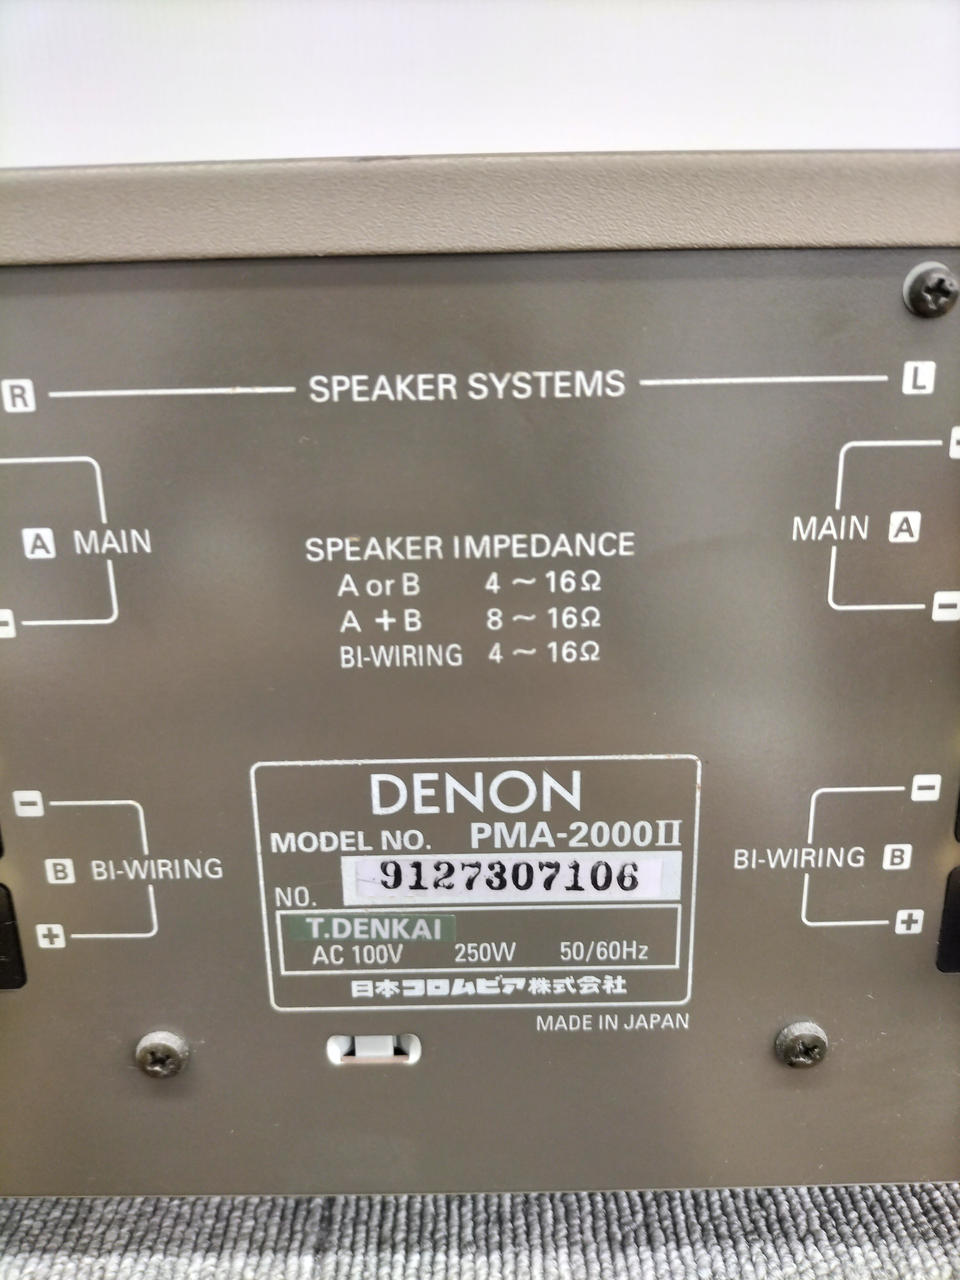 R SPEAKER SYSTEMS L
A MAIN
MAIN A
SPEAKER IMPEDANCE
A or B 4 ~ 16Ω
A + B 8 ~ 16Ω
BI-WIRING 4 ~ 16Ω
−
−
−
−
B BI-WIRING
BI-WIRING B
+
+
DENON
MODEL NO. PMA-2000II
NO. 9127307106
T.DENKAI
AC 100V 250W 50/60Hz
日本コロムビア株式会社
MADE IN JAPAN